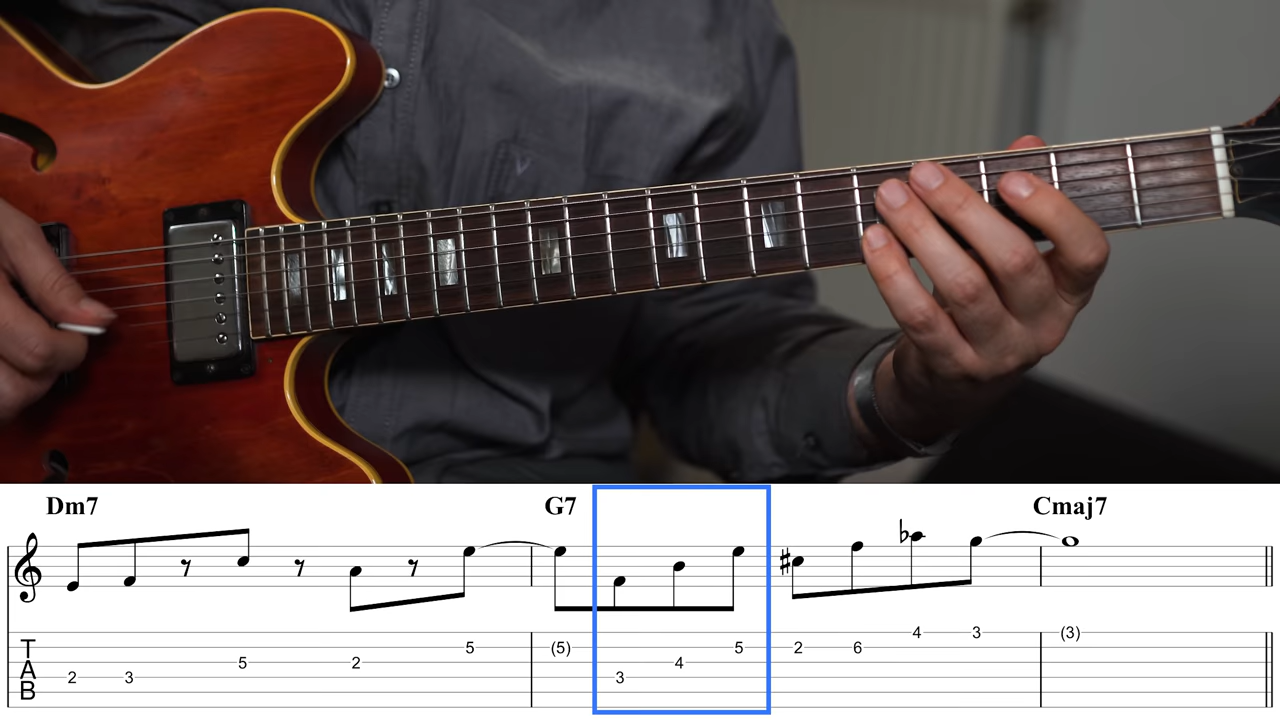 Dm7 G7 Cmaj7
4 3 (3)
T 5 (5) 5 2 6
5 2 4
A 2 3 3
B